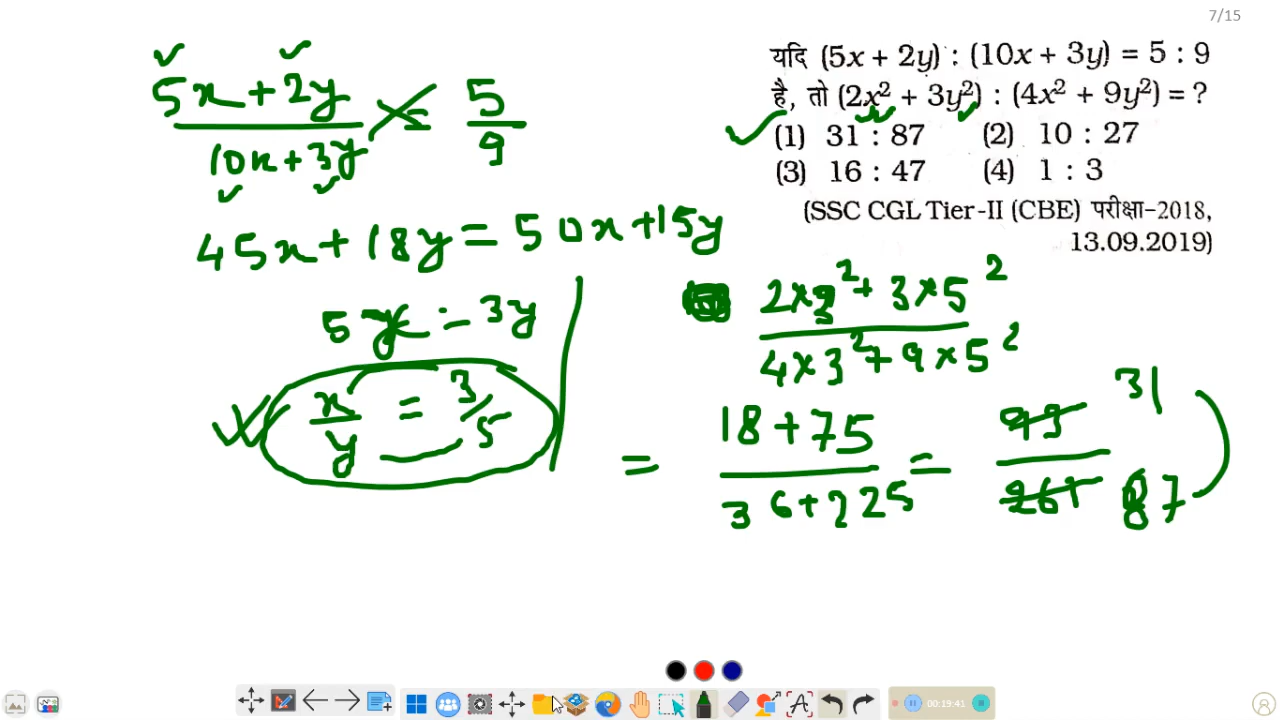 7/15
यदि (5x + 2y) : (10x + 3y) = 5 : 9
है, तो (2x² + 3y²) : (4x² + 9y²) = ?
(1) 31 : 87 (2) 10 : 27
(3) 16 : 47 (4) 1 : 3
(SSC CGL Tier-II (CBE) परीक्षा-2018,
13.09.2019)
5x+2y = 5
10x+3y 9
45x+18y=50x+15y
5x = 3y
x = 3/5
y
2×3²+ 3×5²
4×3²+ 9×5²
= 18+75 = 93 31
36+225 261 87
00:19:41